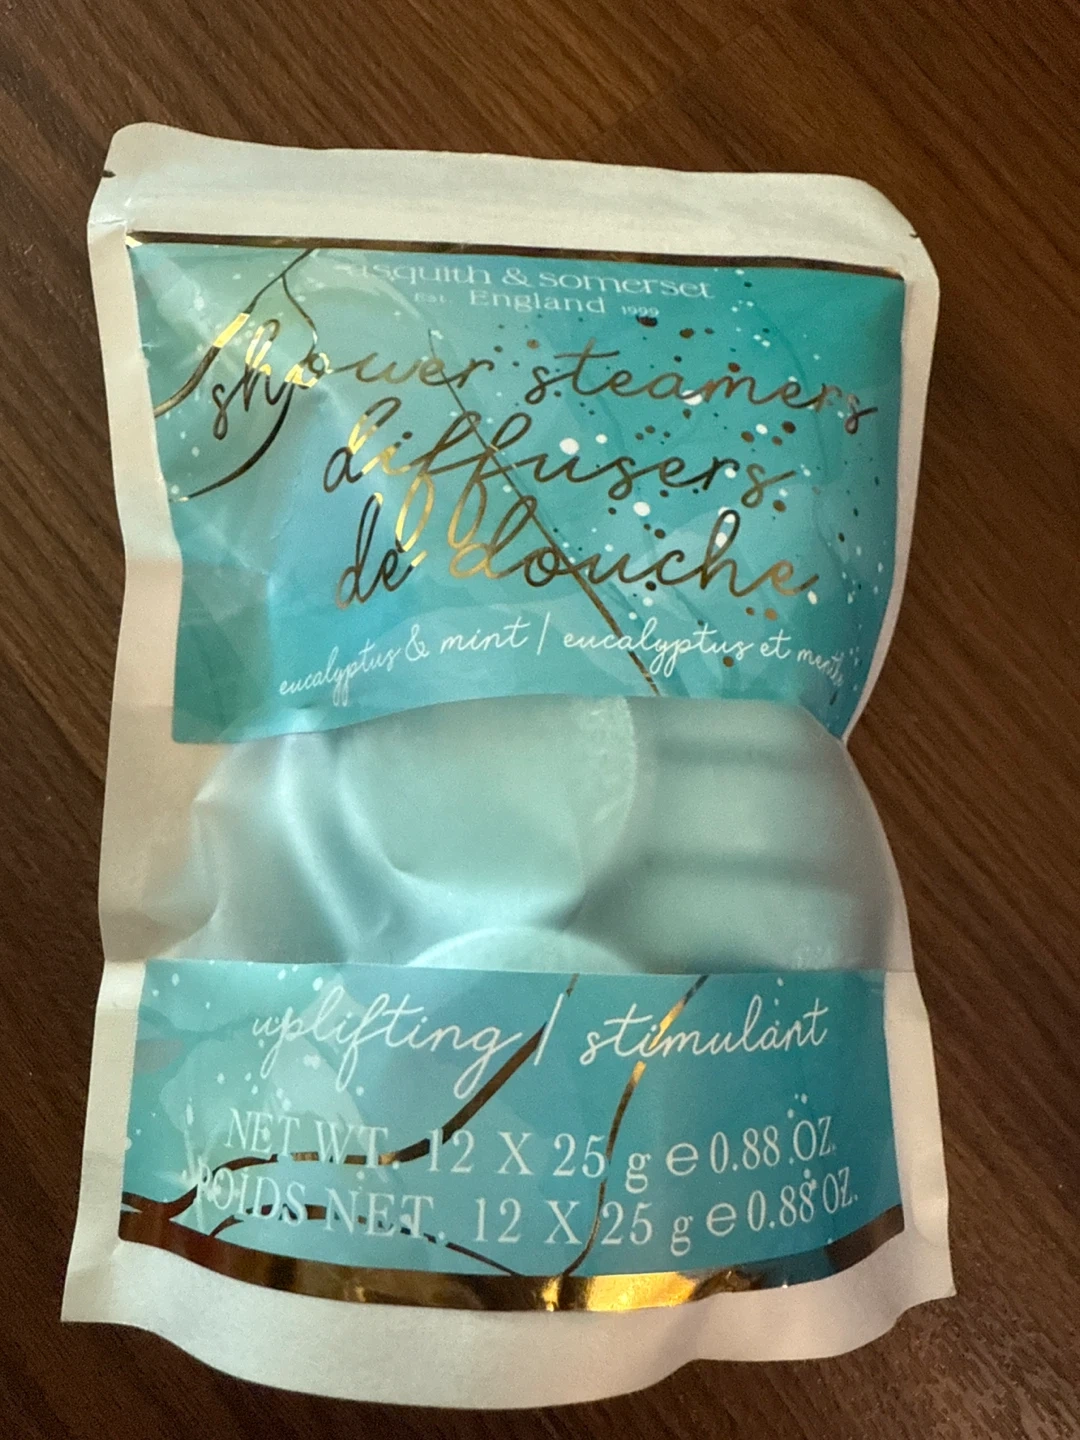 asquith & somerset
Est. England 1999
shower steamers
diffusers
de douche
eucalyptus & mint / eucalyptus et menthe
uplifting / stimulant
NET WT. 12 X 25 g e 0.88 OZ.
POIDS NET. 12 X 25 g e 0.88 OZ.